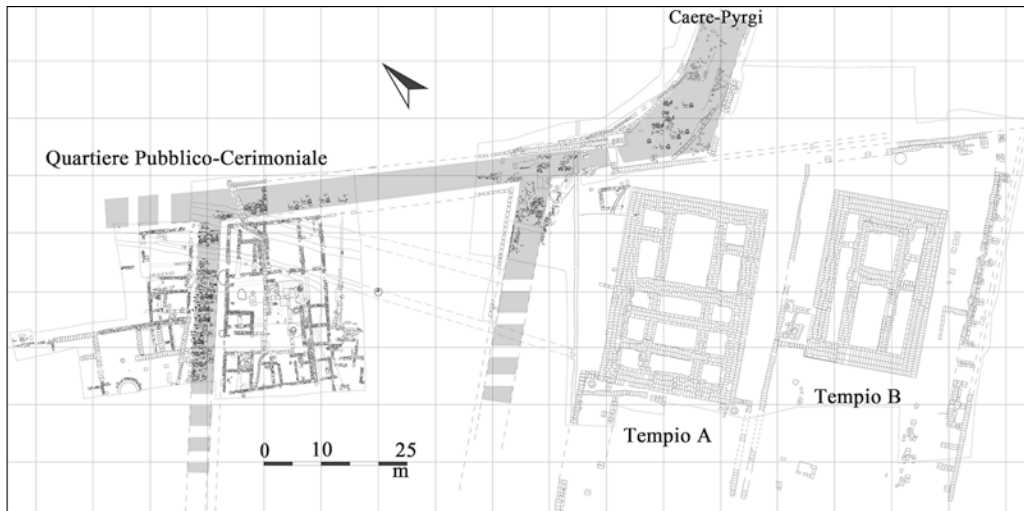 Caere-Pyrgi
Quartiere Pubblico-Cerimoniale
Tempio B
Tempio A
0 10 25
m